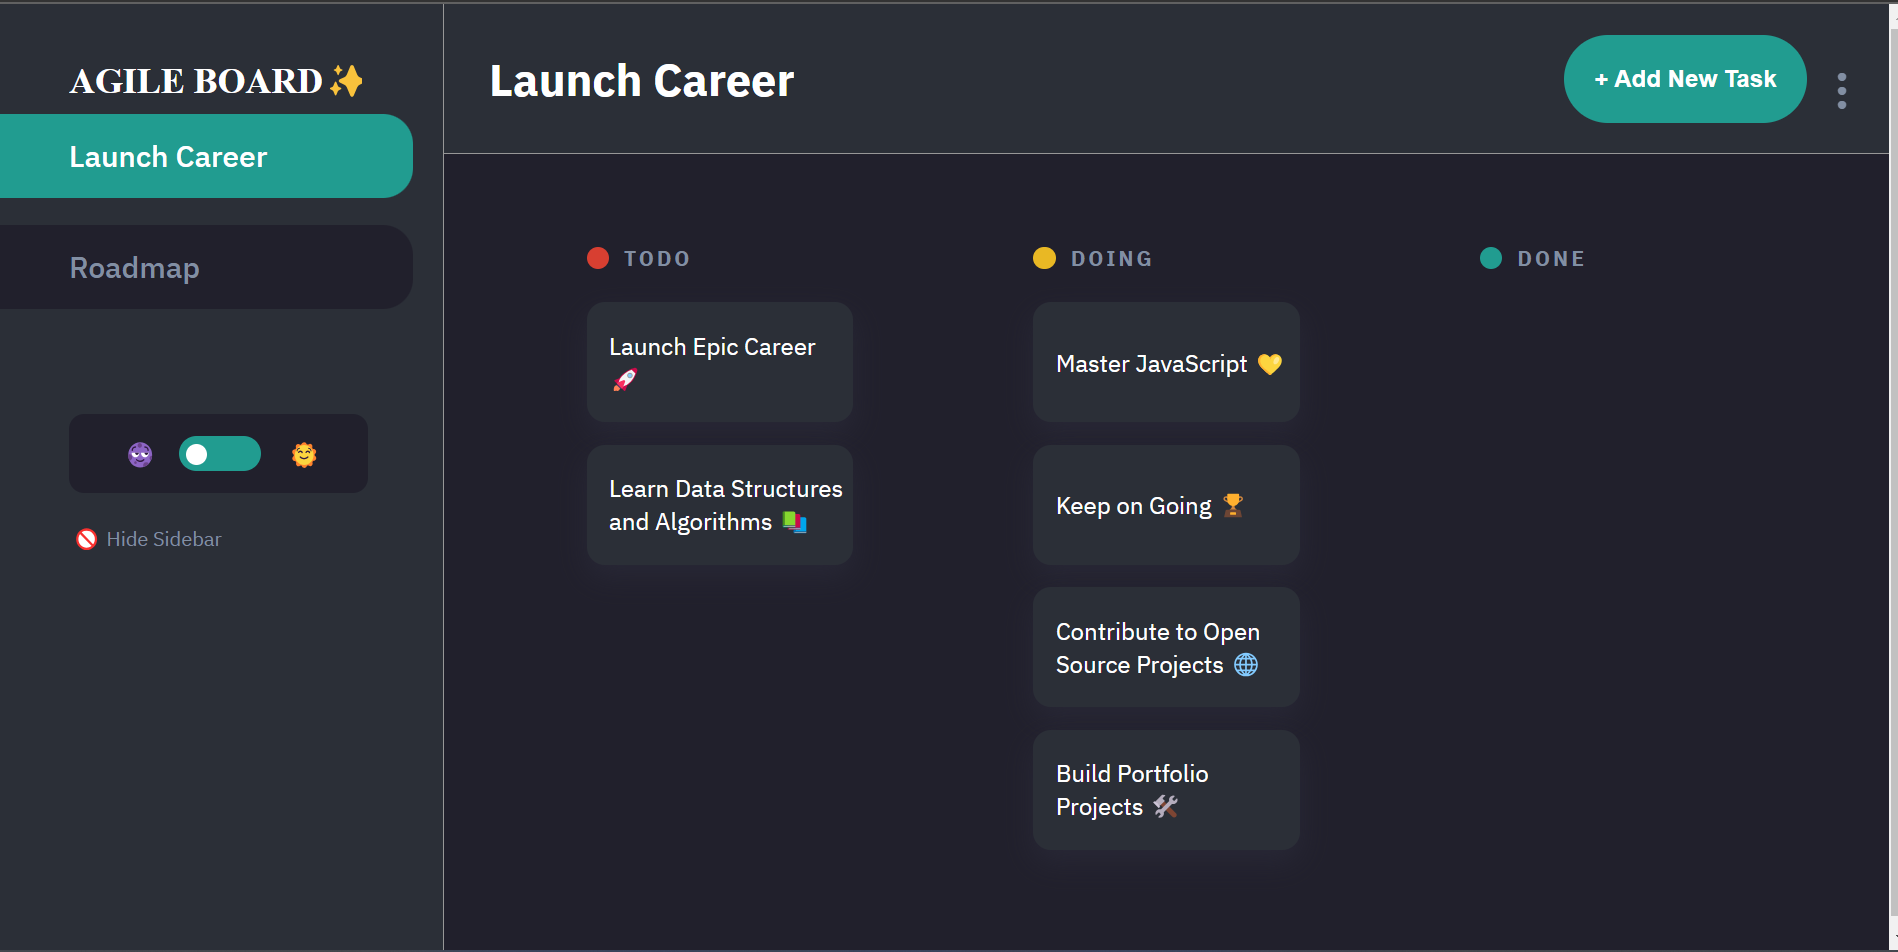 AGILE BOARD✨
Launch Career
Roadmap
🚫 Hide Sidebar
Launch Career
+ Add New Task
TODO
Launch Epic Career
🚀
Learn Data Structures
and Algorithms 📚
DOING
Master JavaScript 💛
Keep on Going 🏆
Contribute to Open
Source Projects 🌐
Build Portfolio
Projects 🛠️
DONE